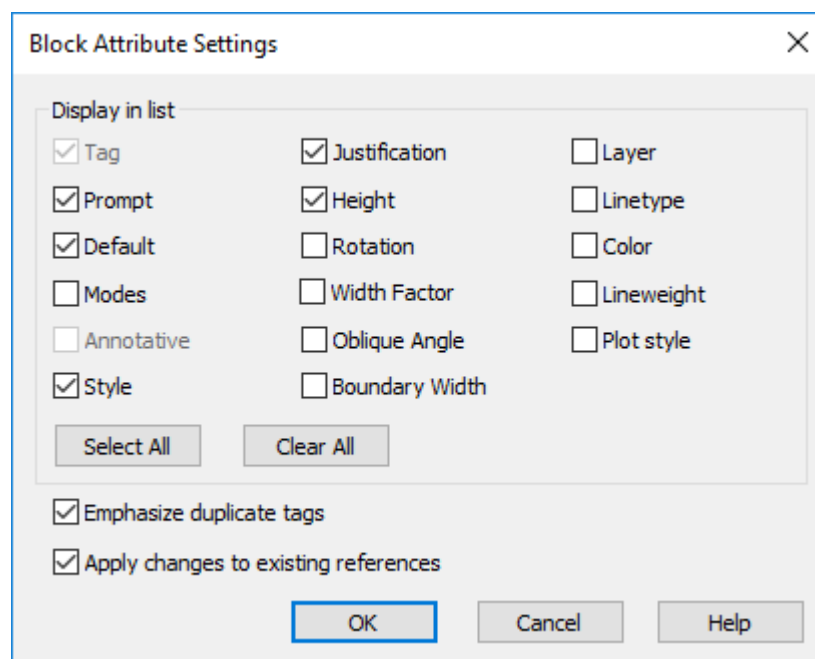 Block Attribute Settings
Display in list
Tag
Justification
Layer
Prompt
Height
Linetype
Default
Rotation
Color
Modes
Width Factor
Lineweight
Annotative
Oblique Angle
Plot style
Style
Boundary Width
Select All
Clear All
Emphasize duplicate tags
Apply changes to existing references
OK
Cancel
Help